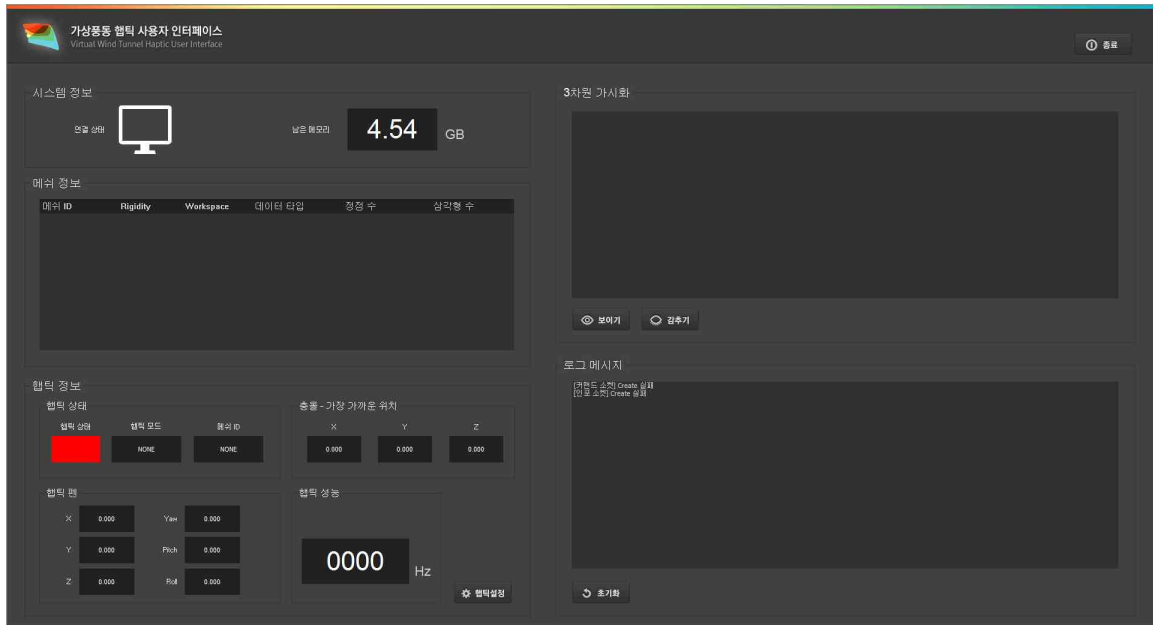 가상풍동 햅틱 사용자 인터페이스
Virtual Wind Tunnel Haptic User Interface
종료
시스템 정보
연결 상태
남은 메모리
4.54 GB
메쉬 정보
메쉬 ID Rigidity Workspace 데이터 타입 정점 수 삼각형 수
햅틱 정보
햅틱 상태
햅틱 상태 햅틱 모드 메쉬 ID
NONE NONE
충돌 - 가장 가까운 위치
X Y Z
0.000 0.000 0.000
햅틱 펜
X 0.000 Yaw 0.000
Y 0.000 Pitch 0.000
Z 0.000 Roll 0.000
햅틱 성능
0000 Hz
햅틱설정
3차원 가시화
보이기 감추기
로그 메시지
[커맨드 소켓] Create 실패
[인포 소켓] Create 실패
초기화